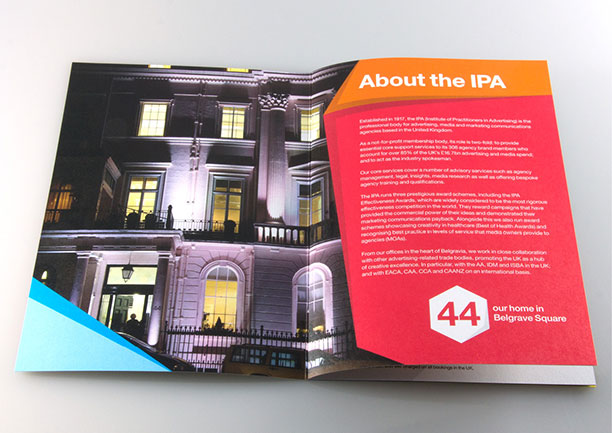 About the IPA
Established in 1917, the IPA (Institute of Practitioners in Advertising) is the
professional body for advertising, media and marketing communications
agencies based in the United Kingdom.
As a not-for-profit membership body, its role is two-fold: to provide
essential core support services to its 308 agency brand members who
account for over 85% of the UK's £16.7bn advertising and media spend,
and to act as the industry spokesman.
Our core services cover a number of advisory services such as agency
management, legal, insights, media research as well as offering bespoke
agency training and qualifications.
The IPA runs three prestigious award schemes, including the IPA
Effectiveness Awards, which are widely considered to be the most rigorous
effectiveness competition in the world. They reward campaigns that have
provided the commercial power of their ideas and demonstrated their
marketing communications payback. Alongside this we also run award
schemes showcasing creativity in healthcare (Best of Health Awards) and
recognising best practice in levels of service that media owners provide to
agencies (MOAs).
From our offices in the heart of Belgravia, we work in close-collaboration
with other advertising-related trade bodies, promoting the UK as a hub
of creative excellence. In particular, with the AA, IDM and ISBA in the UK
and with EACA, CAA, CCA and CAANZ on an international basis.
44
our home in
Belgrave Square
on all bookings in the UK.